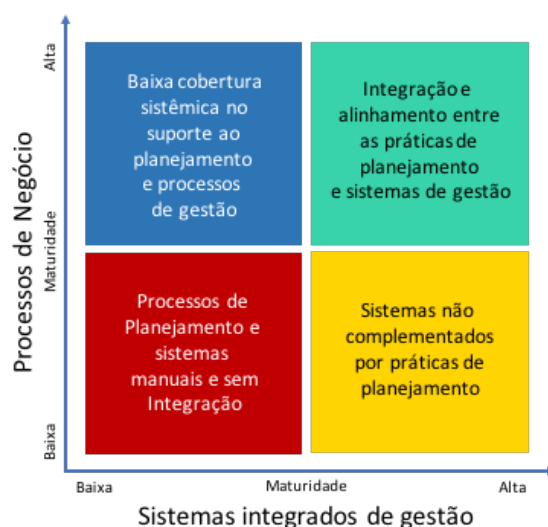 Processos de Negócio
Maturidade
Alta
Baixa
Baixa cobertura
sistêmica no
suporte ao
planejamento
e processos
de gestão
Integração e
alinhamento entre
as práticas de
planejamento
e sistemas de gestão
Processos de
Planejamento e
sistemas
manuais e sem
Integração
Sistemas não
complementados
por práticas de
planejamento
Baixa
Maturidade
Alta
Sistemas integrados de gestão